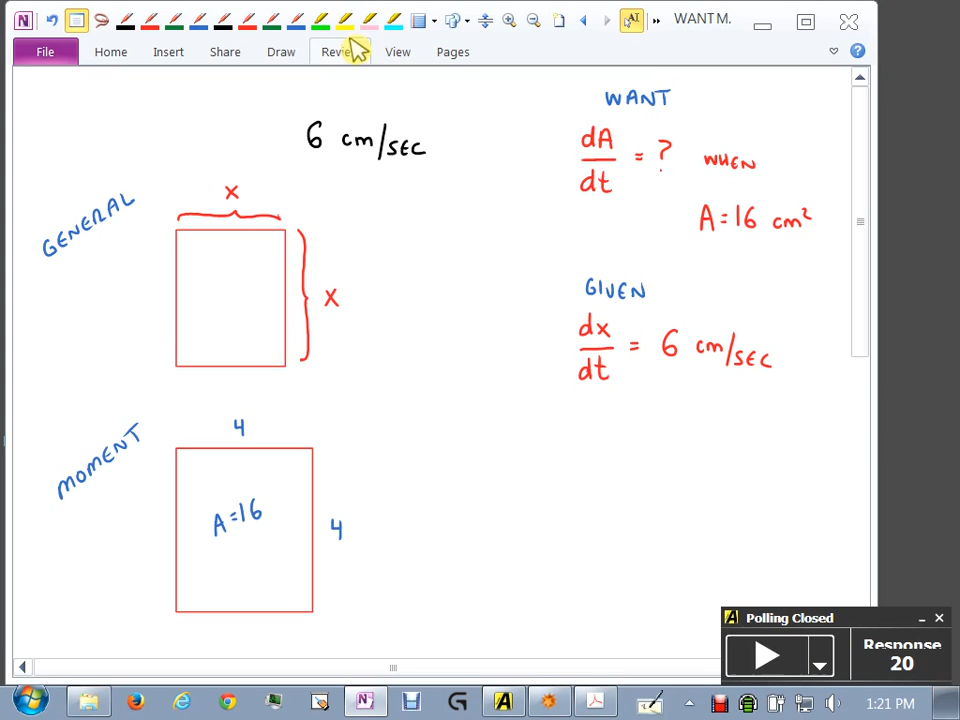 WANT M.
File Home Insert Share Draw Review View Pages
WANT
6 cm/SEC
dA/dt = ? WHEN
A = 16 cm²
GENERAL
x
x
GIVEN
dx/dt = 6 cm/SEC
MOMENT
4
A = 16
4
Polling Closed
Response
20
1:21 PM